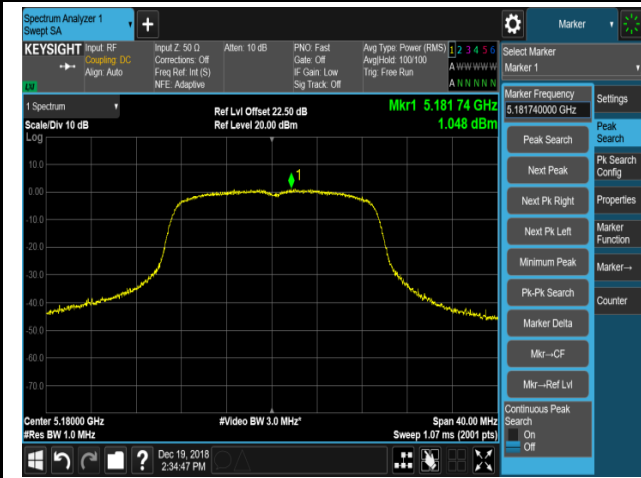 Spectrum Analyzer 1
Swept SA
+
Marker
KEYSIGHT
Input: RF
Coupling: DC
Align: Auto
Input Z: 50 Ω
Corrections: Off
Freq Ref: Int (S)
NFE: Adaptive
Atten: 10 dB
PNO: Fast
Gate: Off
IF Gain: Low
Sig Track: Off
Avg Type: Power (RMS)
Avg|Hold: 100/100
Trig: Free Run
1 2 3 4 5 6
A W W W W W
A N N N N N
Select Marker
Marker 1
1 Spectrum
Scale/Div 10 dB
Log
Ref Lvl Offset 22.50 dB
Ref Level 20.00 dBm
Mkr1 5.181 74 GHz
1.048 dBm
10.0
0.00
-10.0
-20.0
-30.0
-40.0
-50.0
-60.0
-70.0
1
Center 5.18000 GHz
#Res BW 1.0 MHz
#Video BW 3.0 MHz*
Span 40.00 MHz
Sweep 1.07 ms (2001 pts)
Marker Frequency
5.181740000 GHz
Peak Search
Next Peak
Next Pk Right
Next Pk Left
Minimum Peak
Pk-Pk Search
Marker Delta
Mkr→CF
Mkr→Ref Lvl
Continuous Peak
Search
On
Off
Settings
Peak
Search
Pk Search
Config
Properties
Marker
Function
Marker→
Counter
?
Dec 19, 2018
2:34:47 PM